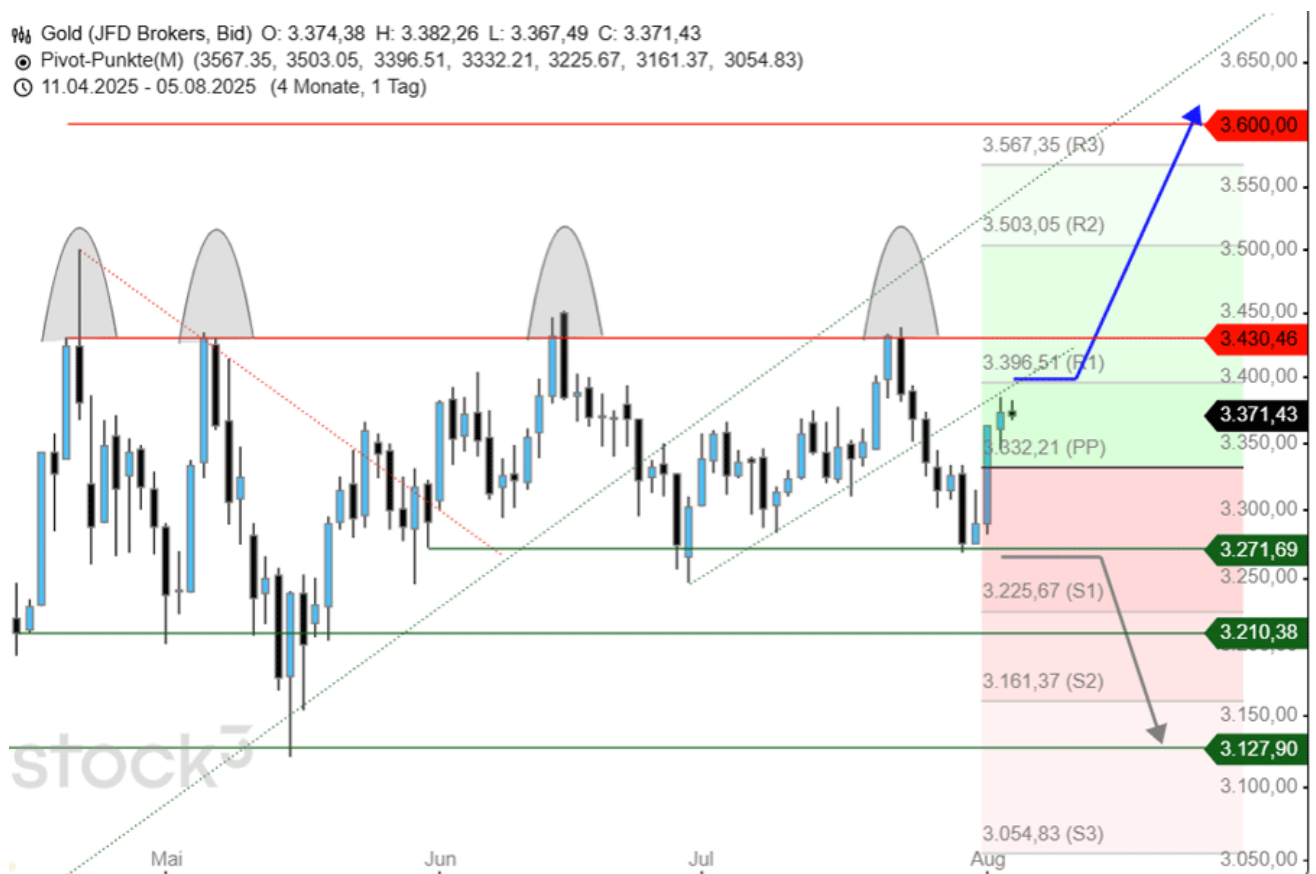 Gold (JFD Brokers, Bid) O: 3.374,38 H: 3.382,26 L: 3.367,49 C: 3.371,43
Pivot-Punkte(M) (3567.35, 3503.05, 3396.51, 3332.21, 3225.67, 3161.37, 3054.83)
11.04.2025 - 05.08.2025 (4 Monate, 1 Tag)
3.650,00
3.600,00
3.567,35 (R3)
3.550,00
3.503,05 (R2)
3.500,00
3.450,00
3.430,46
3.396,51 (R1)
3.400,00
3.371,43
3.332,21 (PP)
3.350,00
3.300,00
3.271,69
3.250,00
3.225,67 (S1)
3.210,38
3.161,37 (S2)
3.150,00
3.127,90
stock3
3.100,00
3.054,83 (S3)
3.050,00
Mai Jun Jul Aug